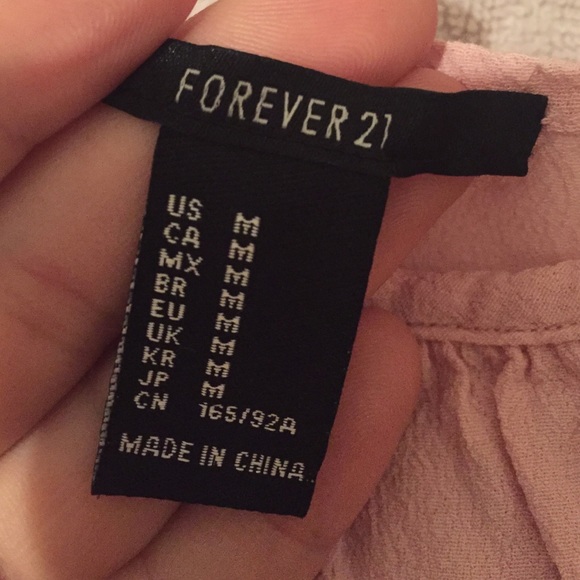 FOREVER 21
US M
CA M
MX M
BR M
EU M
UK M
KR M
JP M
CN 165/92A
MADE IN CHINA